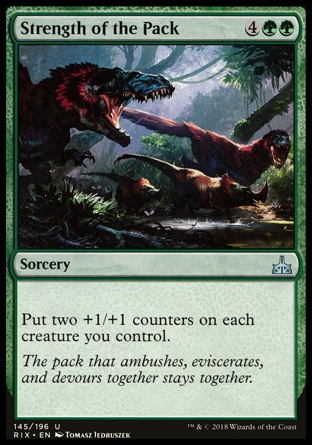 Strength of the Pack 4
Sorcery
Put two +1/+1 counters on each
creature you control.
The pack that ambushes, eviscerates,
and devours together stays together.
145/196 U
RIX • EN Tomasz Jedruszek ™ & © 2018 Wizards of the Coast